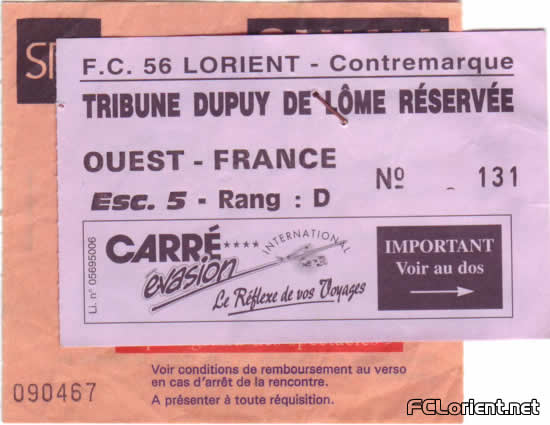 F.C. 56 LORIENT - Contremarque
TRIBUNE DUPUY DE LÔME RÉSERVÉE
OUEST - FRANCE
Nº 131
Esc. 5 - Rang : D
Li. n° 05695006
CARRÉ****
INTERNATIONAL
évasion
Le Réflexe de vos Voyages
IMPORTANT
Voir au dos
Voir conditions de remboursement au verso
en cas d'arrêt de la rencontre.
A présenter à toute réquisition.
090467
FCLorient.net